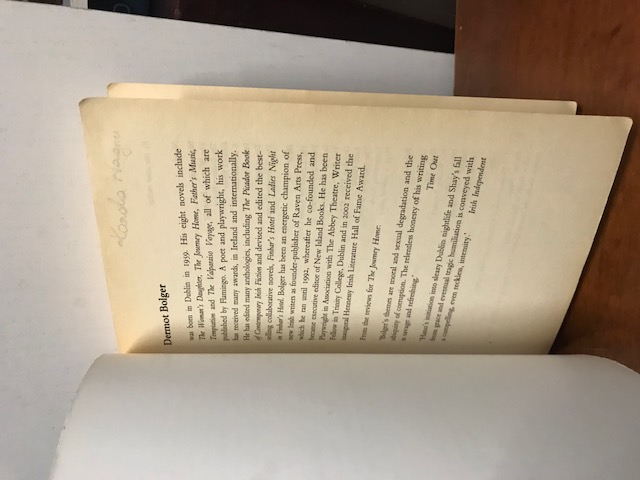 Dermot Bolger
was born in Dublin in 1959. His eight novels include
The Woman's Daughter, The Journey Home, Father's Music,
Temptation and The Valparaiso Voyage, all of which are
published by Flamingo. A poet and playwright, his work
has received many awards, in Ireland and internationally.
He has edited many anthologies, including The Picador Book
of Contemporary Irish Fiction and devised and edited the best-
selling collaborative novels, Finbar's Hotel and Ladies Night
at Finbar's Hotel. Bolger has been an energetic champion of
new Irish writers as founder-publisher of Raven Arts Press,
which he ran until 1992, whereafter he co-founded and
became executive editor of New Island Books. He has been
Playwright in Association with The Abbey Theatre, Writer
Fellow in Trinity College, Dublin and in 2002 received the
inaugural Hennessy Irish Literature Hall of Fame Award.
From the reviews for The Journey Home:
'Bolger's themes are moral and sexual degradation and the
ubiquity of corruption. The relentless honesty of his writing
is savage and refreshing.'
Time Out
initiation into sleazy Dublin nightlife and Shay's fall
from grace and eventual tragic humiliation is conveyed with
a compelling, even reckless, intensity.'
Irish Independent